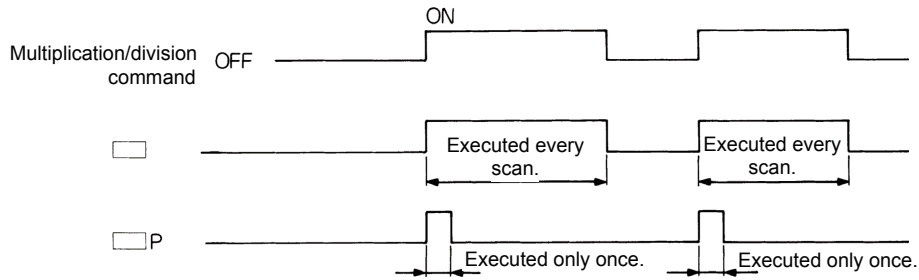 ON
Multiplication/division
command
OFF
Executed every
scan.
Executed every
scan.
P
Executed only once.
Executed only once.